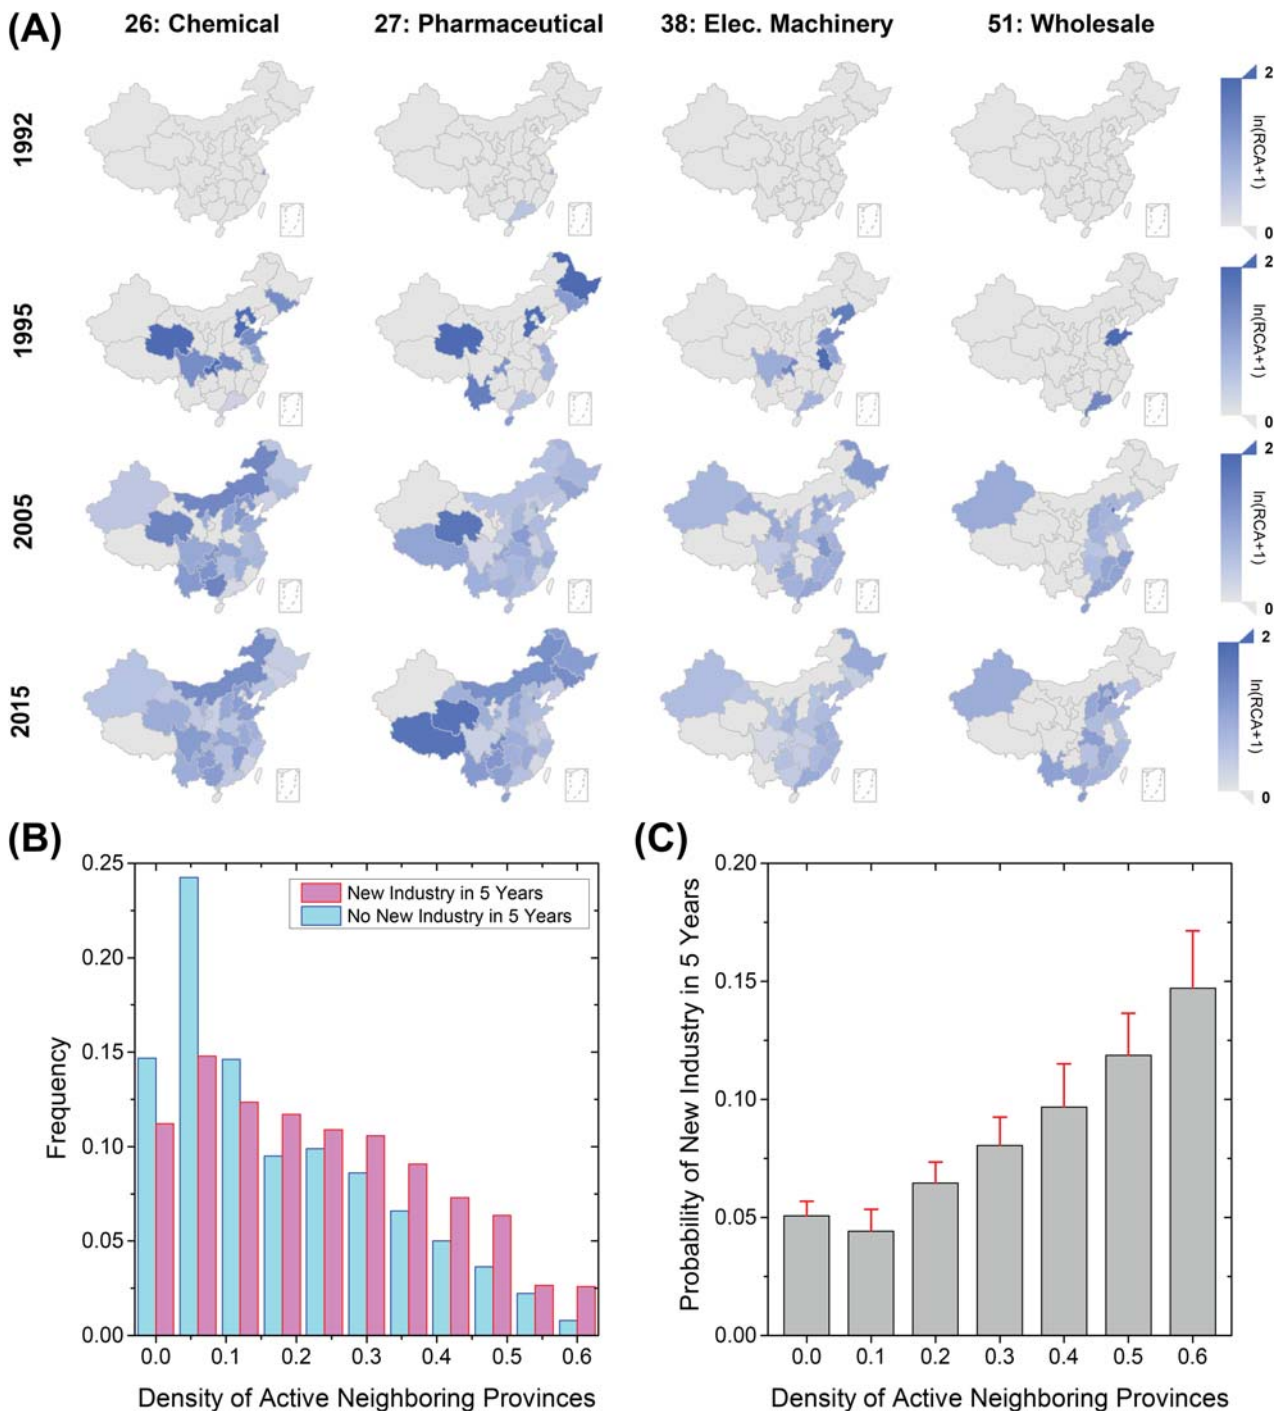 (A)
26: Chemical 27: Pharmaceutical 38: Elec. Machinery 51: Wholesale
1992
2
ln(RCA+1)
0
1995
2
ln(RCA+1)
0
2005
2
ln(RCA+1)
0
2015
2
ln(RCA+1)
0
(B)
0.25
0.20
0.15
0.10
0.05
0.00
Frequency
New Industry in 5 Years
No New Industry in 5 Years
0.0 0.1 0.2 0.3 0.4 0.5 0.6
Density of Active Neighboring Provinces
(C)
0.20
0.15
0.10
0.05
0.00
Probability of New Industry in 5 Years
0.0 0.1 0.2 0.3 0.4 0.5 0.6
Density of Active Neighboring Provinces